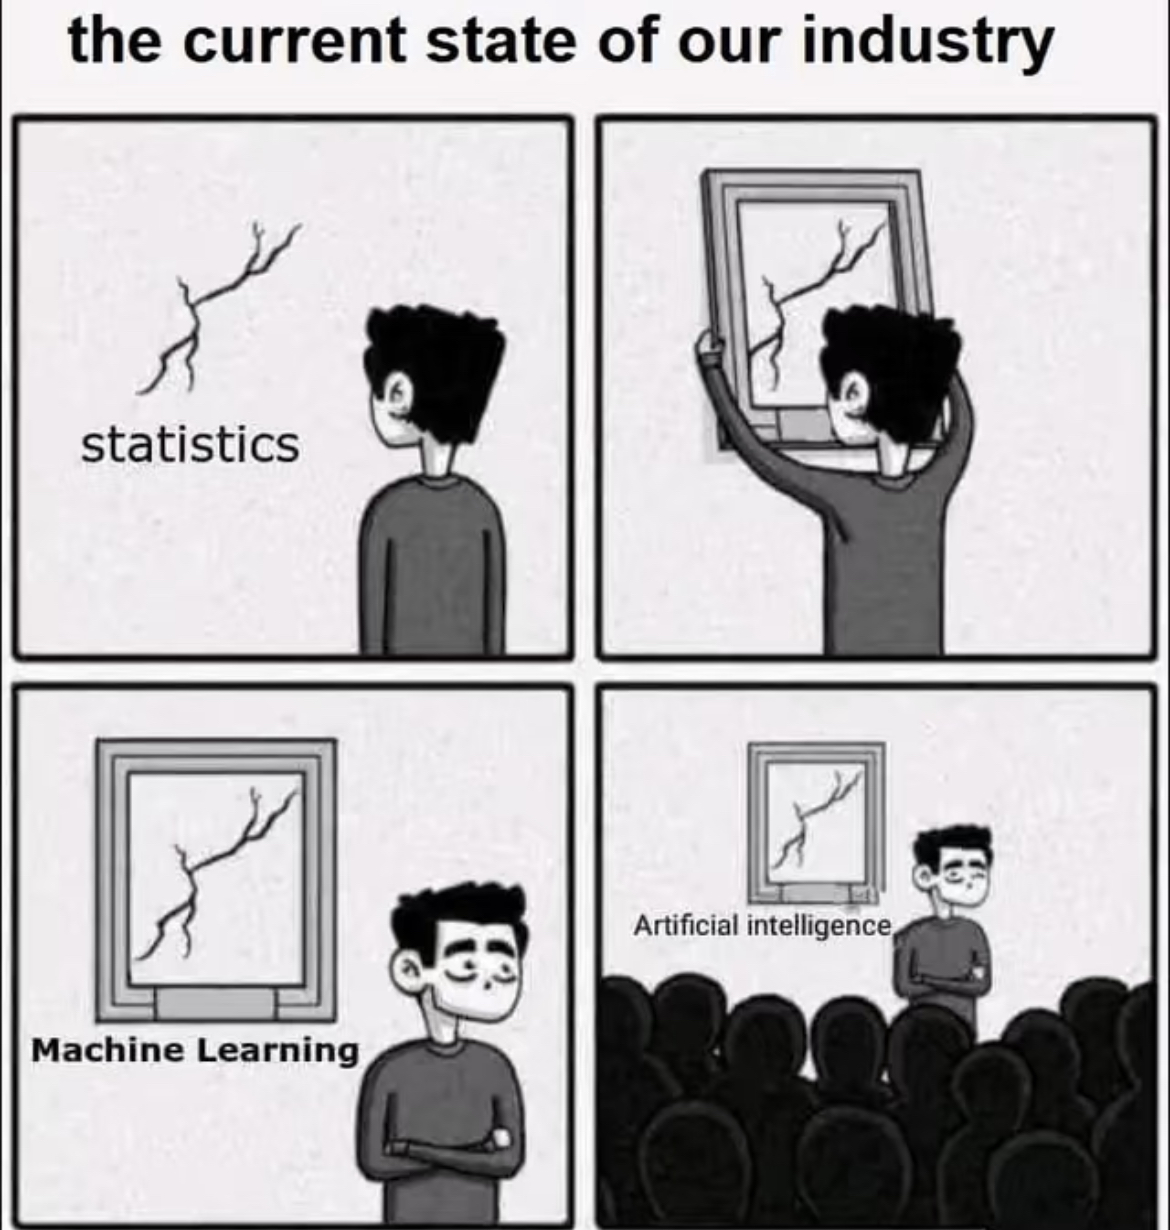 the current state of our industry
statistics
Machine Learning
Artificial intelligence